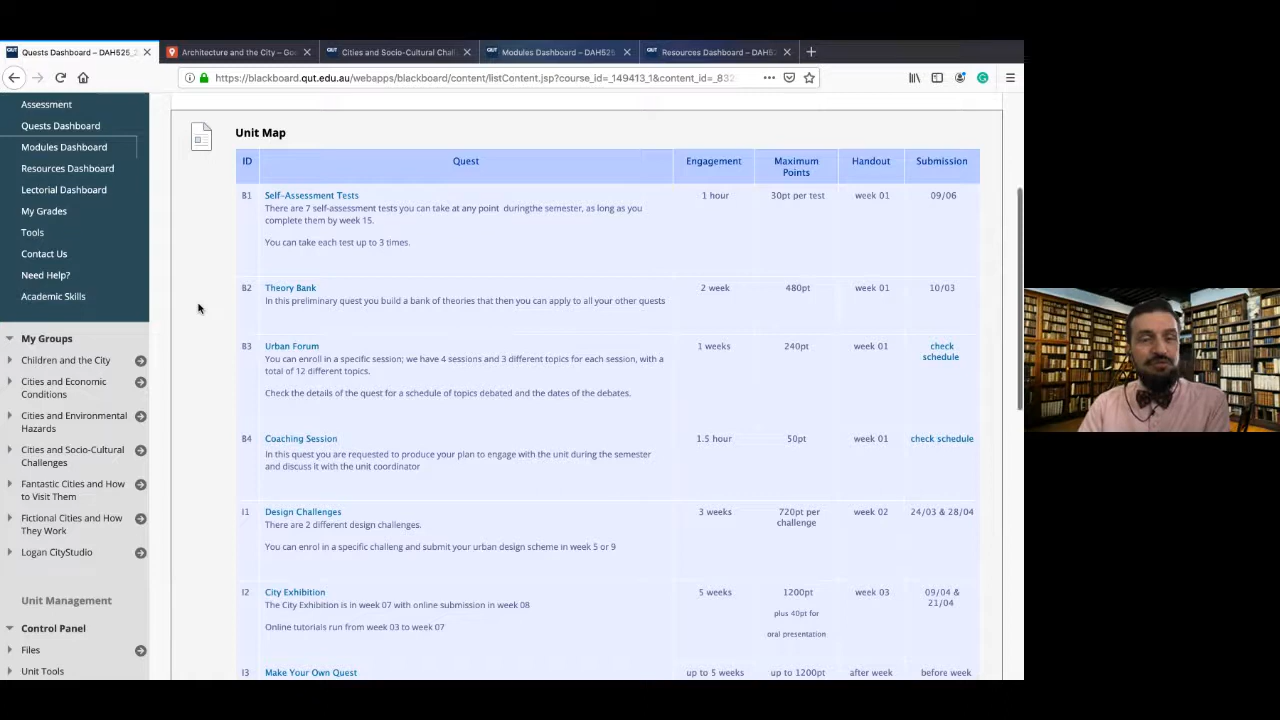 Quests Dashboard – DAH525_2
Architecture and the City – Goo
Cities and Socio-Cultural Chall
Modules Dashboard – DAH525
Resources Dashboard – DAH52
https://blackboard.qut.edu.au/webapps/blackboard/content/listContent.jsp?course_id=_149413_1&content_id=_832
Assessment
Quests Dashboard
Modules Dashboard
Resources Dashboard
Lectorial Dashboard
My Grades
Tools
Contact Us
Need Help?
Academic Skills
My Groups
Children and the City
Cities and Economic
Conditions
Cities and Environmental
Hazards
Cities and Socio-Cultural
Challenges
Fantastic Cities and How
to Visit Them
Fictional Cities and How
They Work
Logan CityStudio
Unit Management
Control Panel
Files
Unit Tools
Unit Map
ID Quest Engagement Maximum Points Handout Submission
B1 Self-Assessment Tests 1 hour 30pt per test week 01 09/06
There are 7 self-assessment tests you can take at any point duringthe semester, as long as you
complete them by week 15.
You can take each test up to 3 times.
B2 Theory Bank 2 week 480pt week 01 10/03
In this preliminary quest you build a bank of theories that then you can apply to all your other quests
B3 Urban Forum 1 weeks 240pt week 01 check schedule
You can enroll in a specific session; we have 4 sessions and 3 different topics for each session, with a
total of 12 different topics.
Check the details of the quest for a schedule of topics debated and the dates of the debates.
B4 Coaching Session 1.5 hour 50pt week 01 check schedule
In this quest you are requested to produce your plan to engage with the unit during the semester
and discuss it with the unit coordinator
I1 Design Challenges 3 weeks 720pt per challenge week 02 24/03 & 28/04
There are 2 different design challenges.
You can enrol in a specific challeng and submit your urban design scheme in week 5 or 9
I2 City Exhibition 5 weeks 1200pt week 03 09/04 & 21/04
The City Exhibition is in week 07 with online submission in week 08
plus 40pt for
Online tutorials run from week 03 to week 07
oral presentation
I3 Make Your Own Quest up to 5 weeks up to 1200pt after week before week